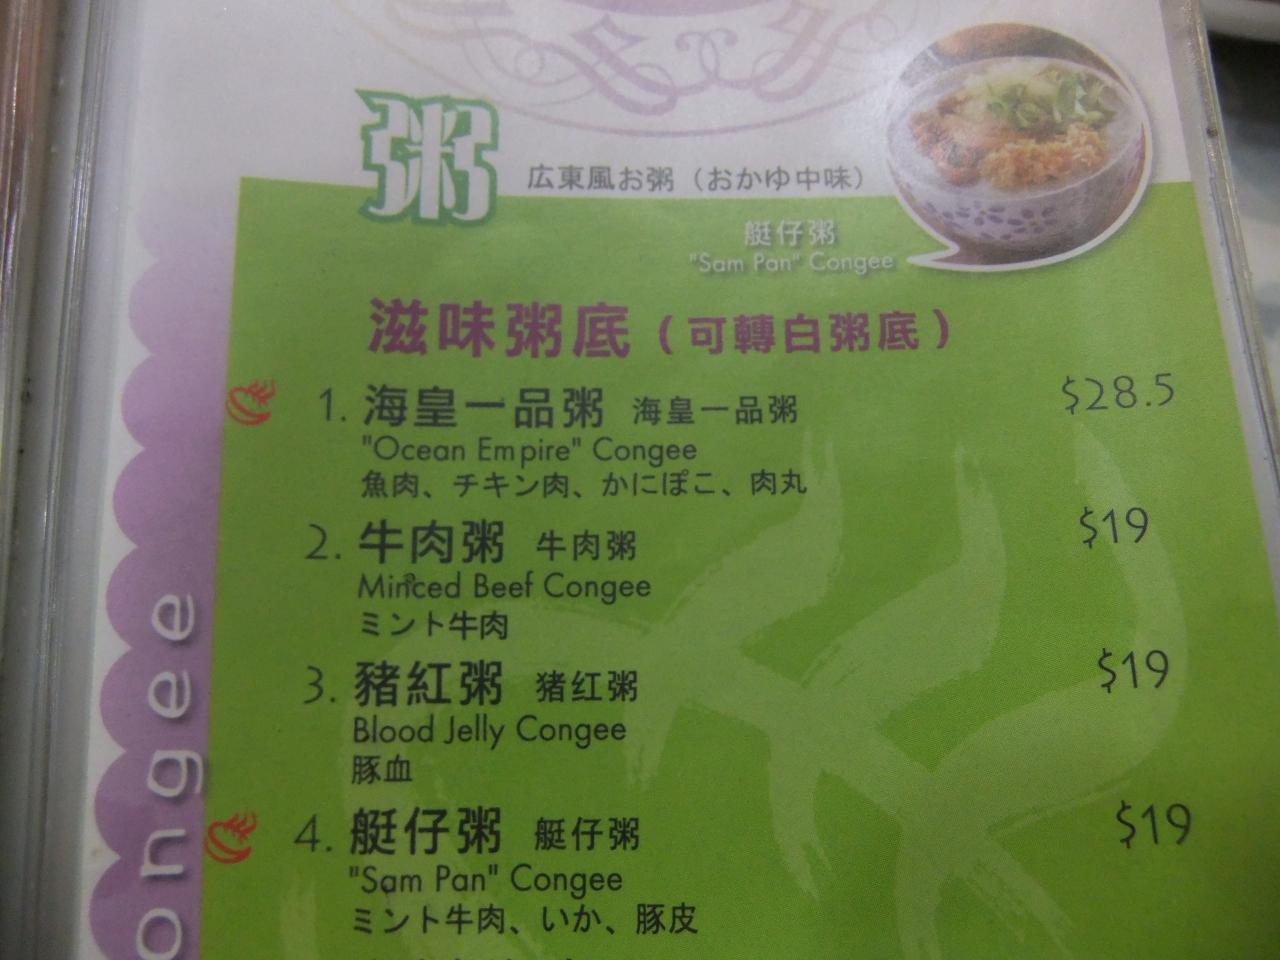 粥
広東風お粥（おかゆ中味）
艇仔粥
"Sam Pan" Congee
滋味粥底（可轉白粥底）
1. 海皇一品粥 海皇一品粥 $28.5
"Ocean Empire" Congee
魚肉、チキン肉、かにぽこ、肉丸
2. 牛肉粥 牛肉粥 $19
Minced Beef Congee
ミント牛肉
3. 豬紅粥 猪红粥 $19
Blood Jelly Congee
豚血
4. 艇仔粥 艇仔粥 $19
"Sam Pan" Congee
ミント牛肉、いか、豚皮
ongee